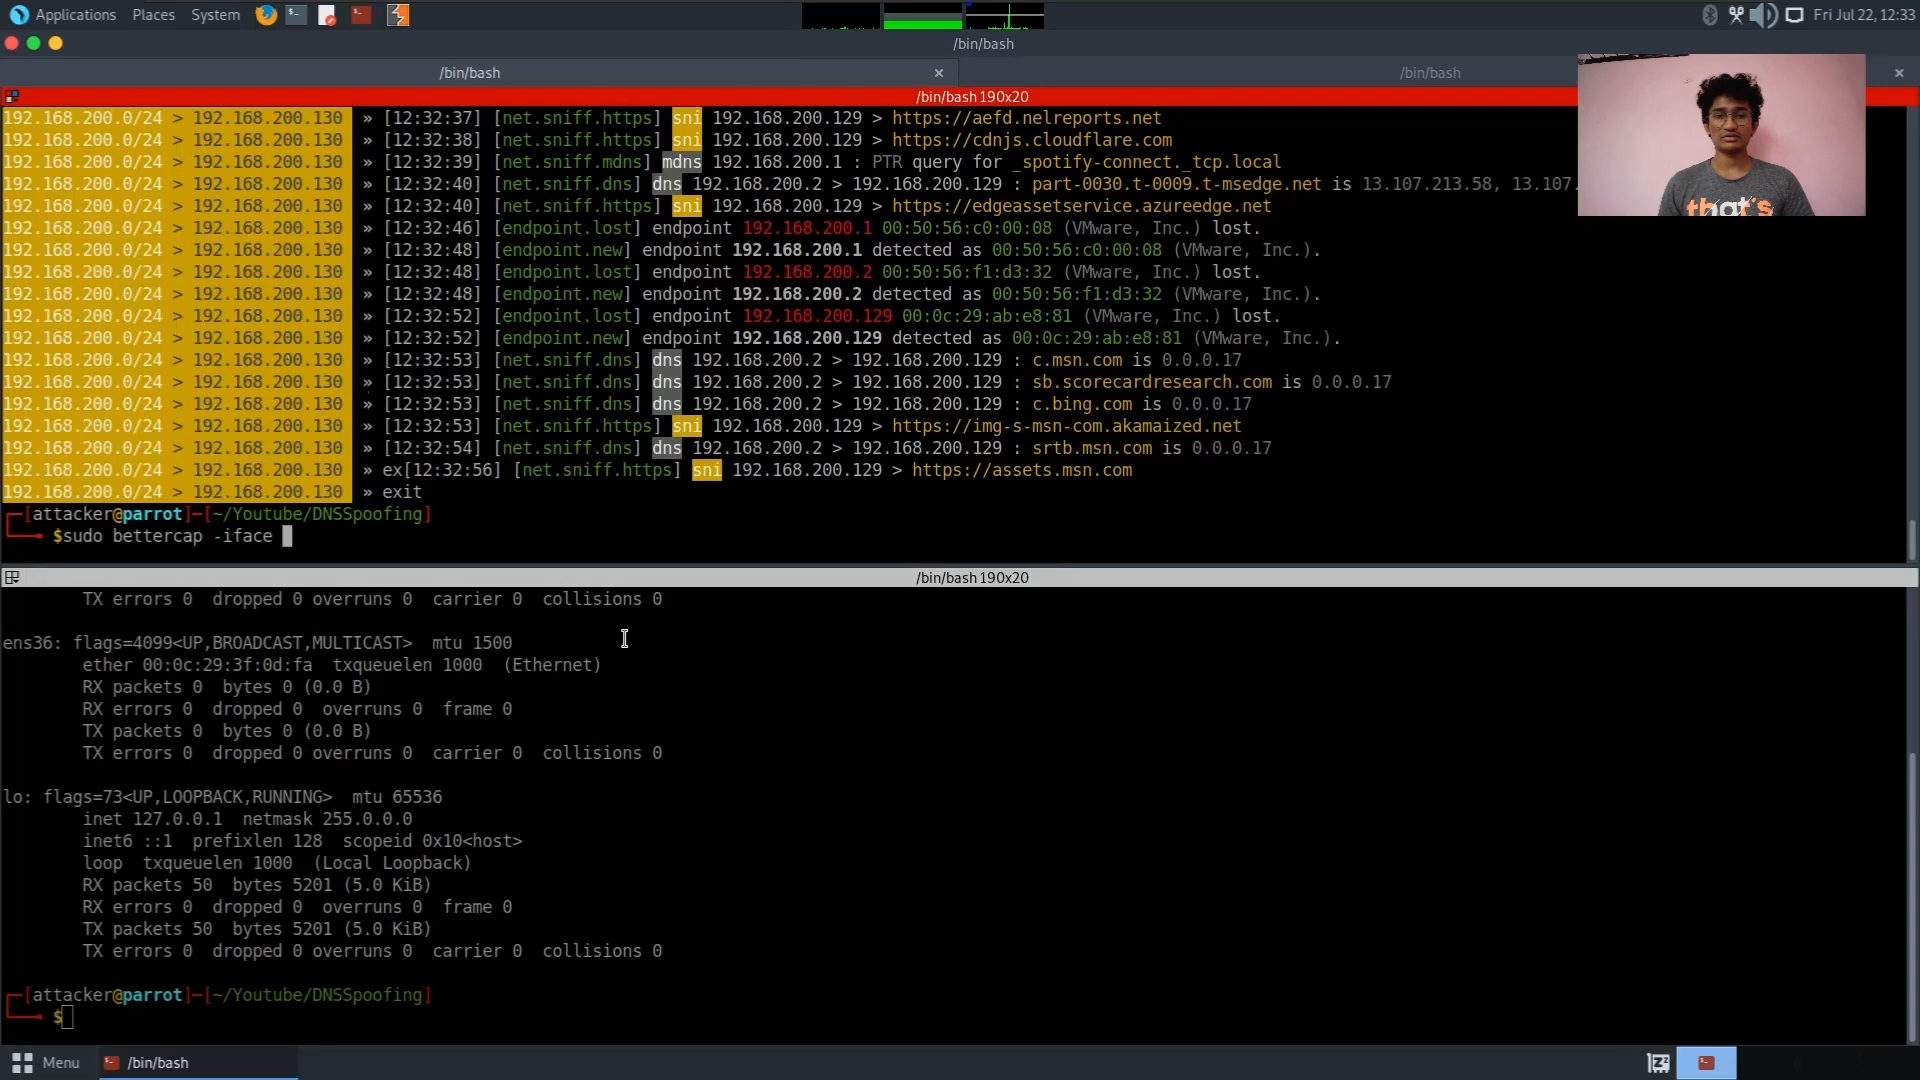 Applications Places System
Fri Jul 22, 12:33
/bin/bash
/bin/bash × /bin/bash ×
/bin/bash 190x20
192.168.200.0/24 > 192.168.200.130 » [12:32:37] [net.sniff.https] sni 192.168.200.129 > https://aefd.nelreports.net
192.168.200.0/24 > 192.168.200.130 » [12:32:38] [net.sniff.https] sni 192.168.200.129 > https://cdnjs.cloudflare.com
192.168.200.0/24 > 192.168.200.130 » [12:32:39] [net.sniff.mdns] mdns 192.168.200.1 : PTR query for _spotify-connect._tcp.local
192.168.200.0/24 > 192.168.200.130 » [12:32:40] [net.sniff.dns] dns 192.168.200.2 > 192.168.200.129 : part-0030.t-0009.t-msedge.net is 13.107.213.58, 13.107.
192.168.200.0/24 > 192.168.200.130 » [12:32:40] [net.sniff.https] sni 192.168.200.129 > https://edgeassetservice.azureedge.net
192.168.200.0/24 > 192.168.200.130 » [12:32:46] [endpoint.lost] endpoint 192.168.200.1 00:50:56:c0:00:08 (VMware, Inc.) lost.
192.168.200.0/24 > 192.168.200.130 » [12:32:48] [endpoint.new] endpoint 192.168.200.1 detected as 00:50:56:c0:00:08 (VMware, Inc.).
192.168.200.0/24 > 192.168.200.130 » [12:32:48] [endpoint.lost] endpoint 192.168.200.2 00:50:56:f1:d3:32 (VMware, Inc.) lost.
192.168.200.0/24 > 192.168.200.130 » [12:32:48] [endpoint.new] endpoint 192.168.200.2 detected as 00:50:56:f1:d3:32 (VMware, Inc.).
192.168.200.0/24 > 192.168.200.130 » [12:32:52] [endpoint.lost] endpoint 192.168.200.129 00:0c:29:ab:e8:81 (VMware, Inc.) lost.
192.168.200.0/24 > 192.168.200.130 » [12:32:52] [endpoint.new] endpoint 192.168.200.129 detected as 00:0c:29:ab:e8:81 (VMware, Inc.).
192.168.200.0/24 > 192.168.200.130 » [12:32:53] [net.sniff.dns] dns 192.168.200.2 > 192.168.200.129 : c.msn.com is 0.0.0.17
192.168.200.0/24 > 192.168.200.130 » [12:32:53] [net.sniff.dns] dns 192.168.200.2 > 192.168.200.129 : sb.scorecardresearch.com is 0.0.0.17
192.168.200.0/24 > 192.168.200.130 » [12:32:53] [net.sniff.dns] dns 192.168.200.2 > 192.168.200.129 : c.bing.com is 0.0.0.17
192.168.200.0/24 > 192.168.200.130 » [12:32:53] [net.sniff.https] sni 192.168.200.129 > https://img-s-msn-com.akamaized.net
192.168.200.0/24 > 192.168.200.130 » [12:32:54] [net.sniff.dns] dns 192.168.200.2 > 192.168.200.129 : srtb.msn.com is 0.0.0.17
192.168.200.0/24 > 192.168.200.130 » ex[12:32:56] [net.sniff.https] sni 192.168.200.129 > https://assets.msn.com
192.168.200.0/24 > 192.168.200.130 » exit
[attacker@parrot]─[~/Youtube/DNSSpoofing]
$sudo bettercap -iface
that's
/bin/bash 190x20
TX errors 0 dropped 0 overruns 0 carrier 0 collisions 0
ens36: flags=4099<UP,BROADCAST,MULTICAST> mtu 1500
ether 00:0c:29:3f:0d:fa txqueuelen 1000 (Ethernet)
RX packets 0 bytes 0 (0.0 B)
RX errors 0 dropped 0 overruns 0 frame 0
TX packets 0 bytes 0 (0.0 B)
TX errors 0 dropped 0 overruns 0 carrier 0 collisions 0
lo: flags=73<UP,LOOPBACK,RUNNING> mtu 65536
inet 127.0.0.1 netmask 255.0.0.0
inet6 ::1 prefixlen 128 scopeid 0x10<host>
loop txqueuelen 1000 (Local Loopback)
RX packets 50 bytes 5201 (5.0 KiB)
RX errors 0 dropped 0 overruns 0 frame 0
TX packets 50 bytes 5201 (5.0 KiB)
TX errors 0 dropped 0 overruns 0 carrier 0 collisions 0
[attacker@parrot]─[~/Youtube/DNSSpoofing]
$
Menu /bin/bash